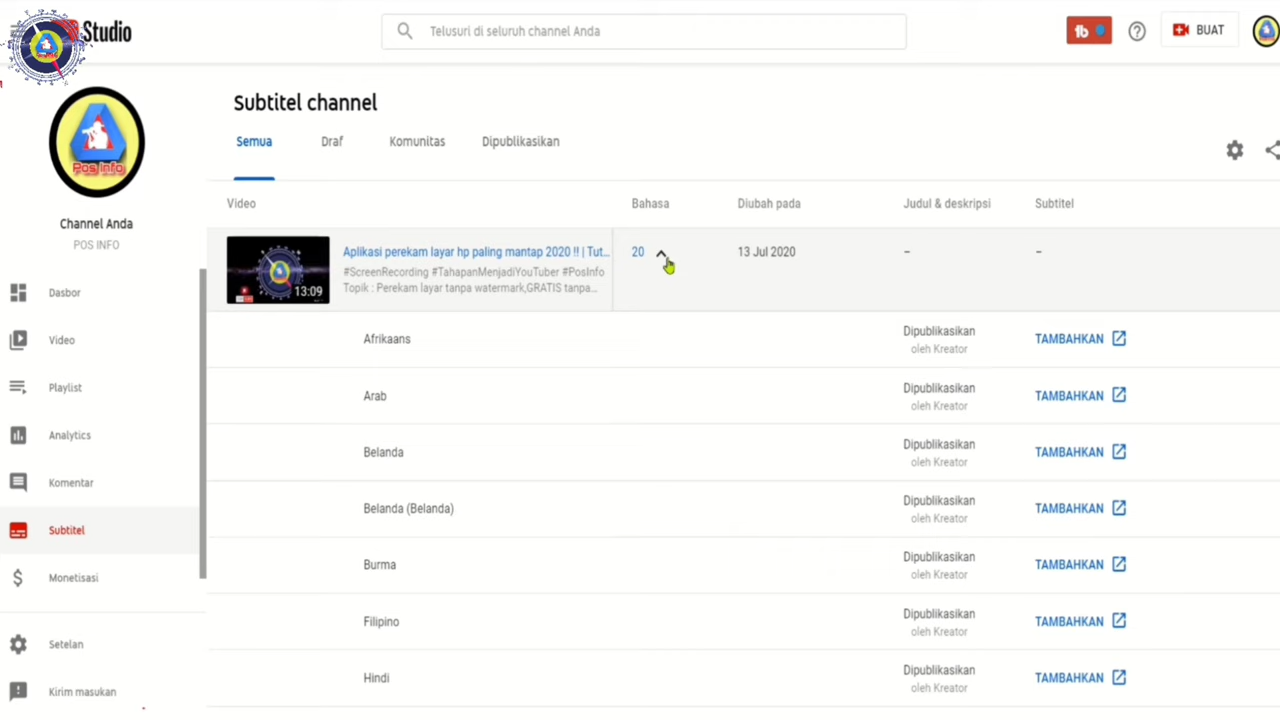 Studio
Telusuri di seluruh channel Anda
BUAT
Pos Info
Channel Anda
POS INFO
Dasbor
Video
Playlist
Analytics
Komentar
Subtitel
Monetisasi
Setelan
Kirim masukan
Subtitel channel
Semua Draf Komunitas Dipublikasikan
Video Bahasa Diubah pada Judul & deskripsi Subtitel
Aplikasi perekam layar hp paling mantap 2020 !! | Tut... 20 13 Jul 2020 – –
#ScreenRecording #TahapanMenjadiYouTuber #PosInfo
Topik : Perekam layar tanpa watermark,GRATIS tanpa...
13:09
Afrikaans Dipublikasikan TAMBAHKAN
oleh Kreator
Arab Dipublikasikan TAMBAHKAN
oleh Kreator
Belanda Dipublikasikan TAMBAHKAN
oleh Kreator
Belanda (Belanda) Dipublikasikan TAMBAHKAN
oleh Kreator
Burma Dipublikasikan TAMBAHKAN
oleh Kreator
Filipino Dipublikasikan TAMBAHKAN
oleh Kreator
Hindi Dipublikasikan TAMBAHKAN
oleh Kreator